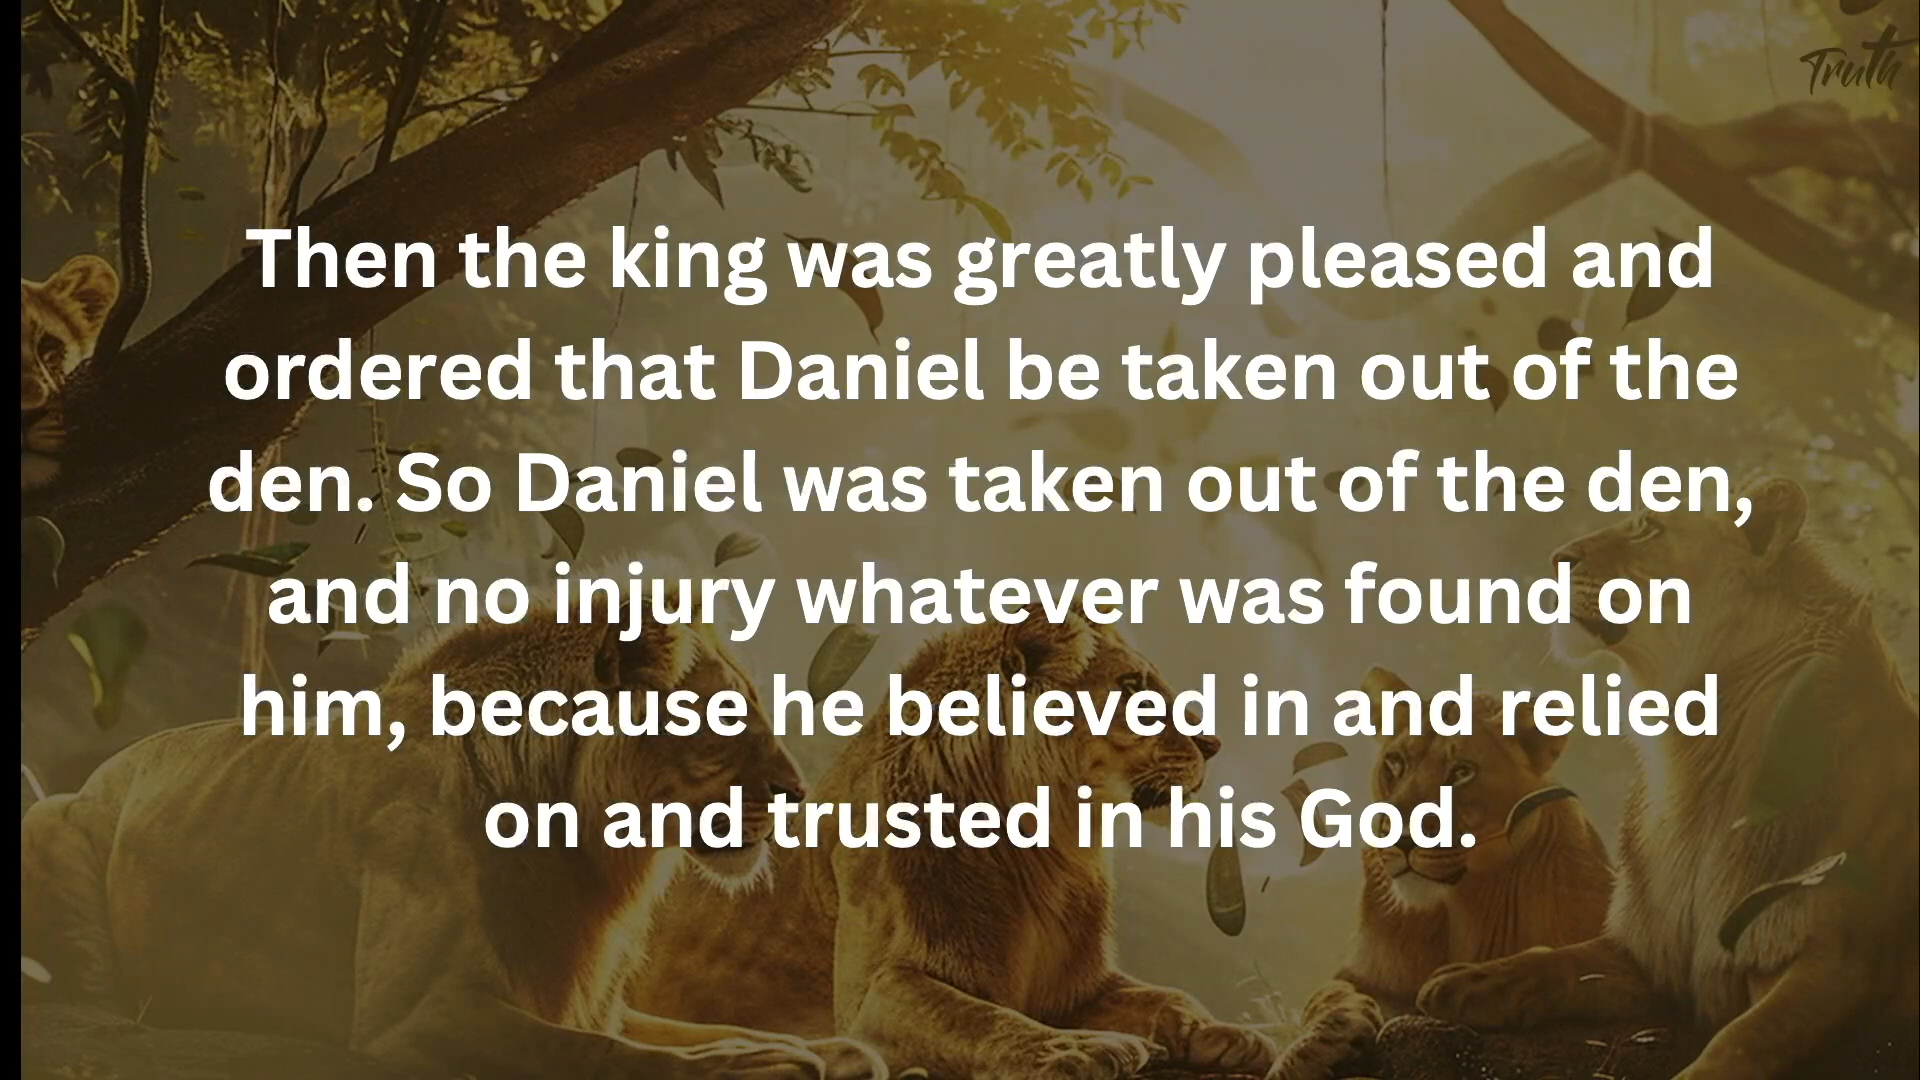 Truth
Then the king was greatly pleased and
ordered that Daniel be taken out of the
den. So Daniel was taken out of the den,
and no injury whatever was found on
him, because he believed in and relied
on and trusted in his God.